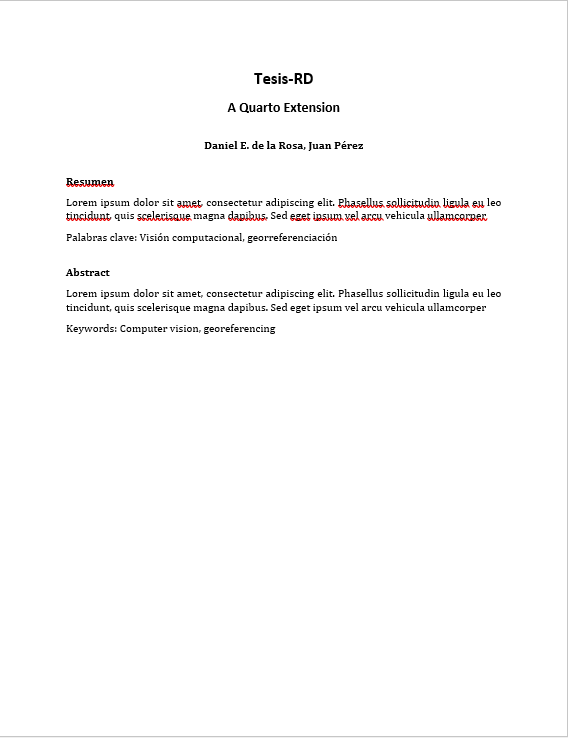 Tesis-RD
A Quarto Extension
Daniel E. de la Rosa, Juan Pérez
Resumen
Lorem ipsum dolor sit amet, consectetur adipiscing elit. Phasellus sollicitudin ligula eu leo
tincidunt, quis scelerisque magna dapibus. Sed eget ipsum vel arcu vehicula ullamcorper
Palabras clave: Visión computacional, georreferenciación
Abstract
Lorem ipsum dolor sit amet, consectetur adipiscing elit. Phasellus sollicitudin ligula eu leo
tincidunt, quis scelerisque magna dapibus. Sed eget ipsum vel arcu vehicula ullamcorper
Keywords: Computer vision, georeferencing